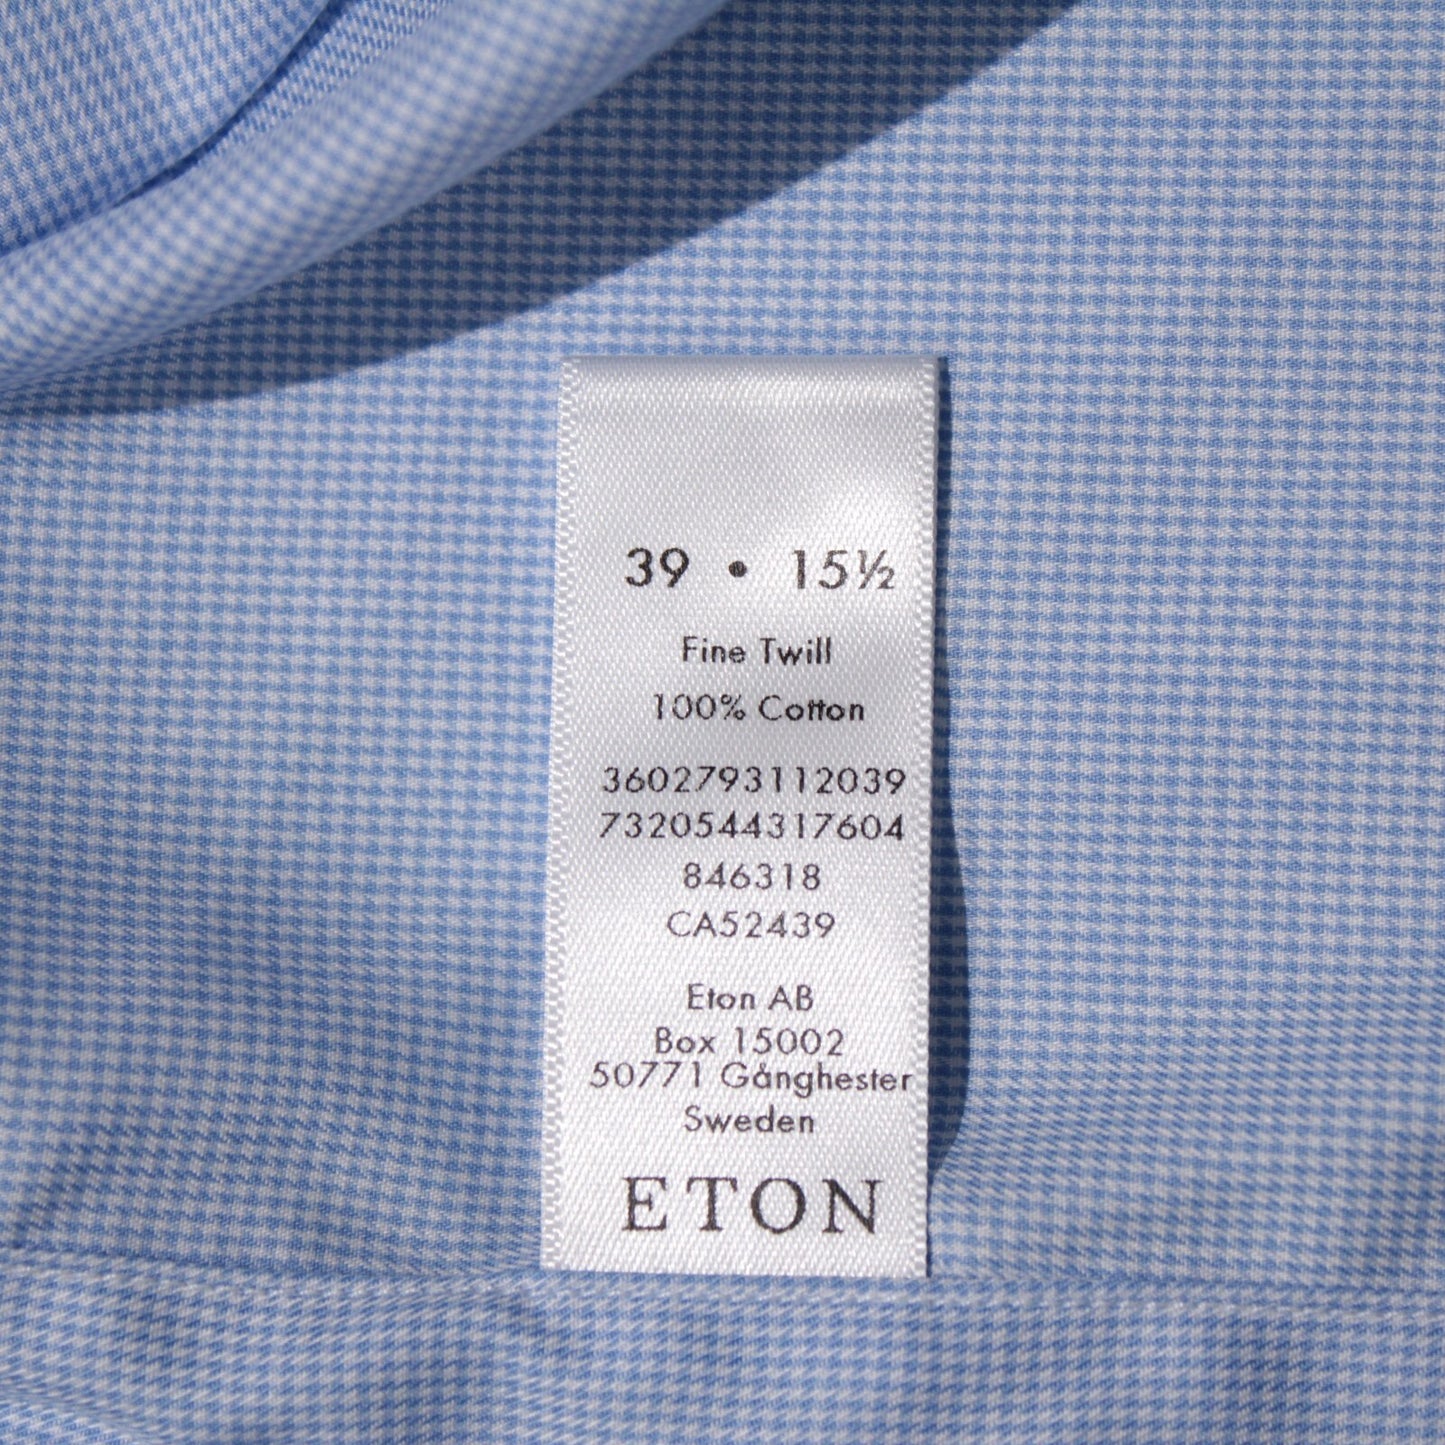 39 • 15½
Fine Twill
100% Cotton
3602793112039
7320544317604
846318
CA52439
Eton AB
Box 15002
50771 Gånghester
Sweden
ETON